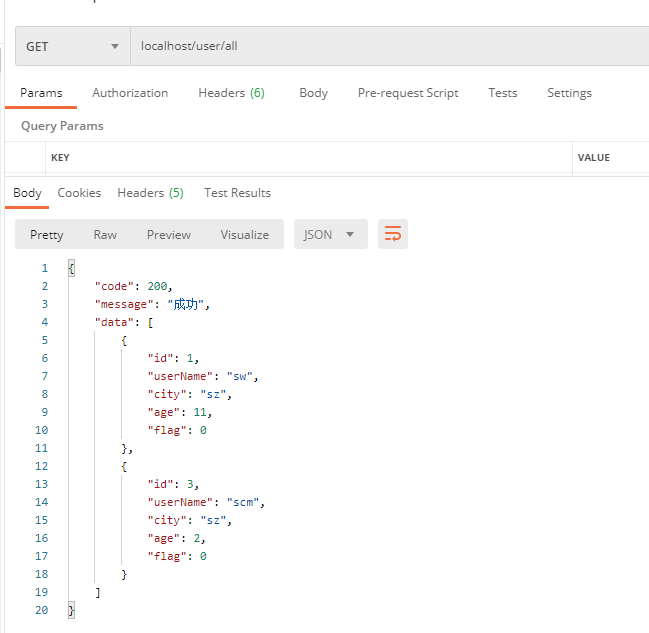 GET localhost/user/all
Params Authorization Headers (6) Body Pre-request Script Tests Settings
Query Params
KEY VALUE
Body Cookies Headers (5) Test Results
Pretty Raw Preview Visualize JSON
1 {
2 "code": 200,
3 "message": "成功",
4 "data": [
5 {
6 "id": 1,
7 "userName": "sw",
8 "city": "sz",
9 "age": 11,
10 "flag": 0
11 },
12 {
13 "id": 3,
14 "userName": "scm",
15 "city": "sz",
16 "age": 2,
17 "flag": 0
18 }
19 ]
20 }